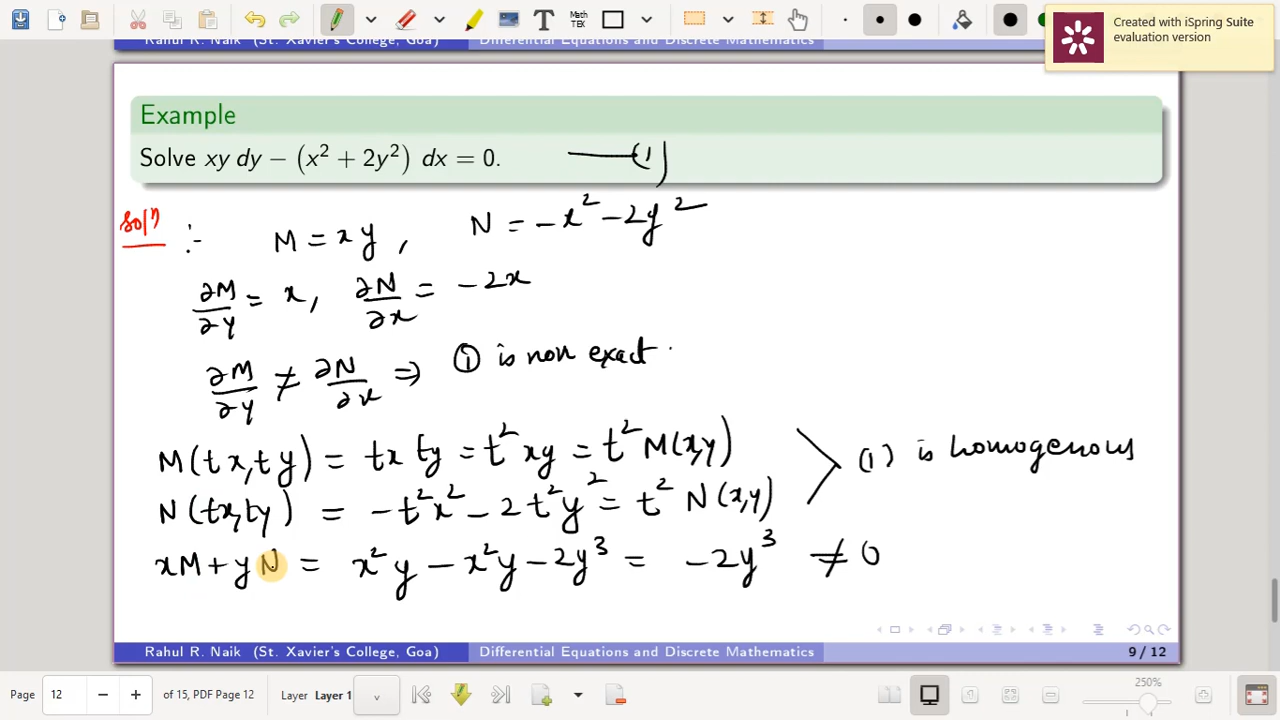 Math
TEX
Created with iSpring Suite
evaluation version
Rahul R. Naik (St. Xavier's College, Goa) Differential Equations and Discrete Mathematics
Example
Solve xy dy − (x² + 2y²) dx = 0. —(1)
Solⁿ :- M = xy, N = −x² − 2y²
∂M/∂y = x, ∂N/∂x = −2x
∂M/∂y ≠ ∂N/∂x ⇒ ① is non exact.
M(tx,ty) = tx ty = t²xy = t² M(x,y)
(1) is homogenous
N(tx,ty) = −t²x² − 2t²y² = t² N(x,y)
xM + yN = x²y − x²y − 2y³ = −2y³ ≠ 0
Rahul R. Naik (St. Xavier's College, Goa) Differential Equations and Discrete Mathematics 9 / 12
250%
Page 12 − + of 15, PDF Page 12 Layer Layer 1